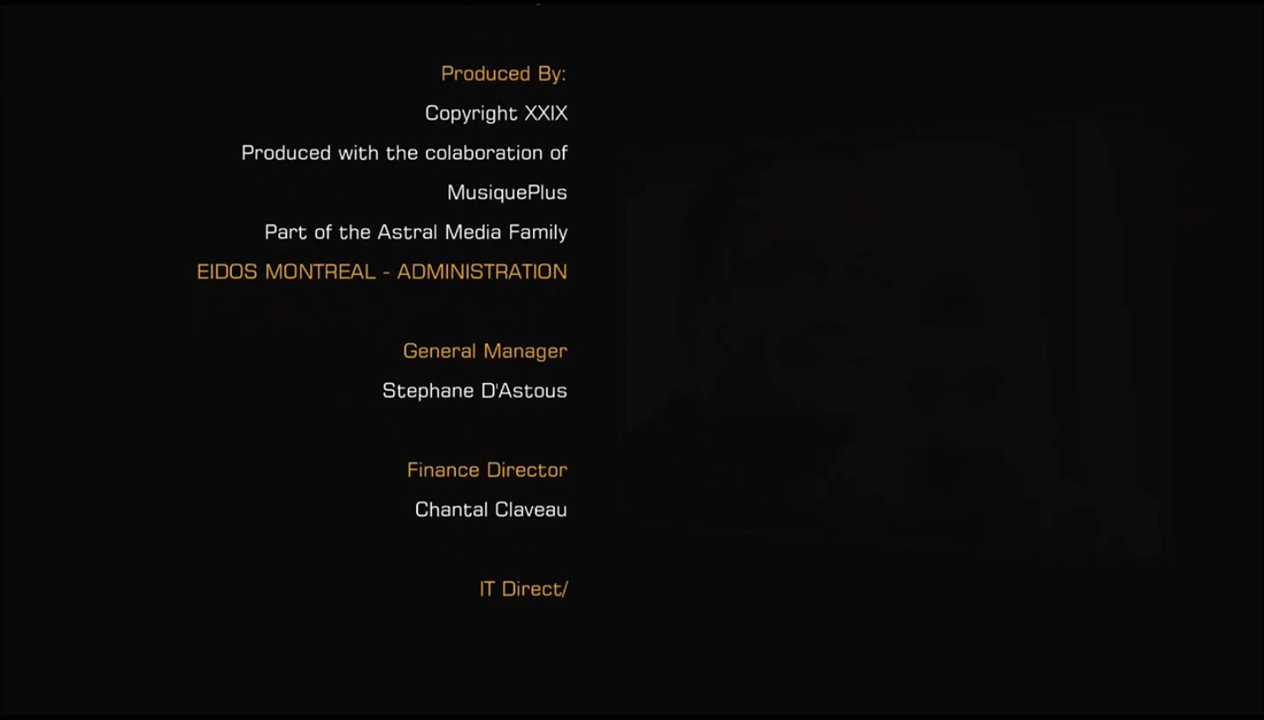 Produced By:
Copyright XXIX
Produced with the colaboration of
MusiquePlus
Part of the Astral Media Family
EIDOS MONTREAL - ADMINISTRATION
General Manager
Stephane D'Astous
Finance Director
Chantal Claveau
IT Direct/